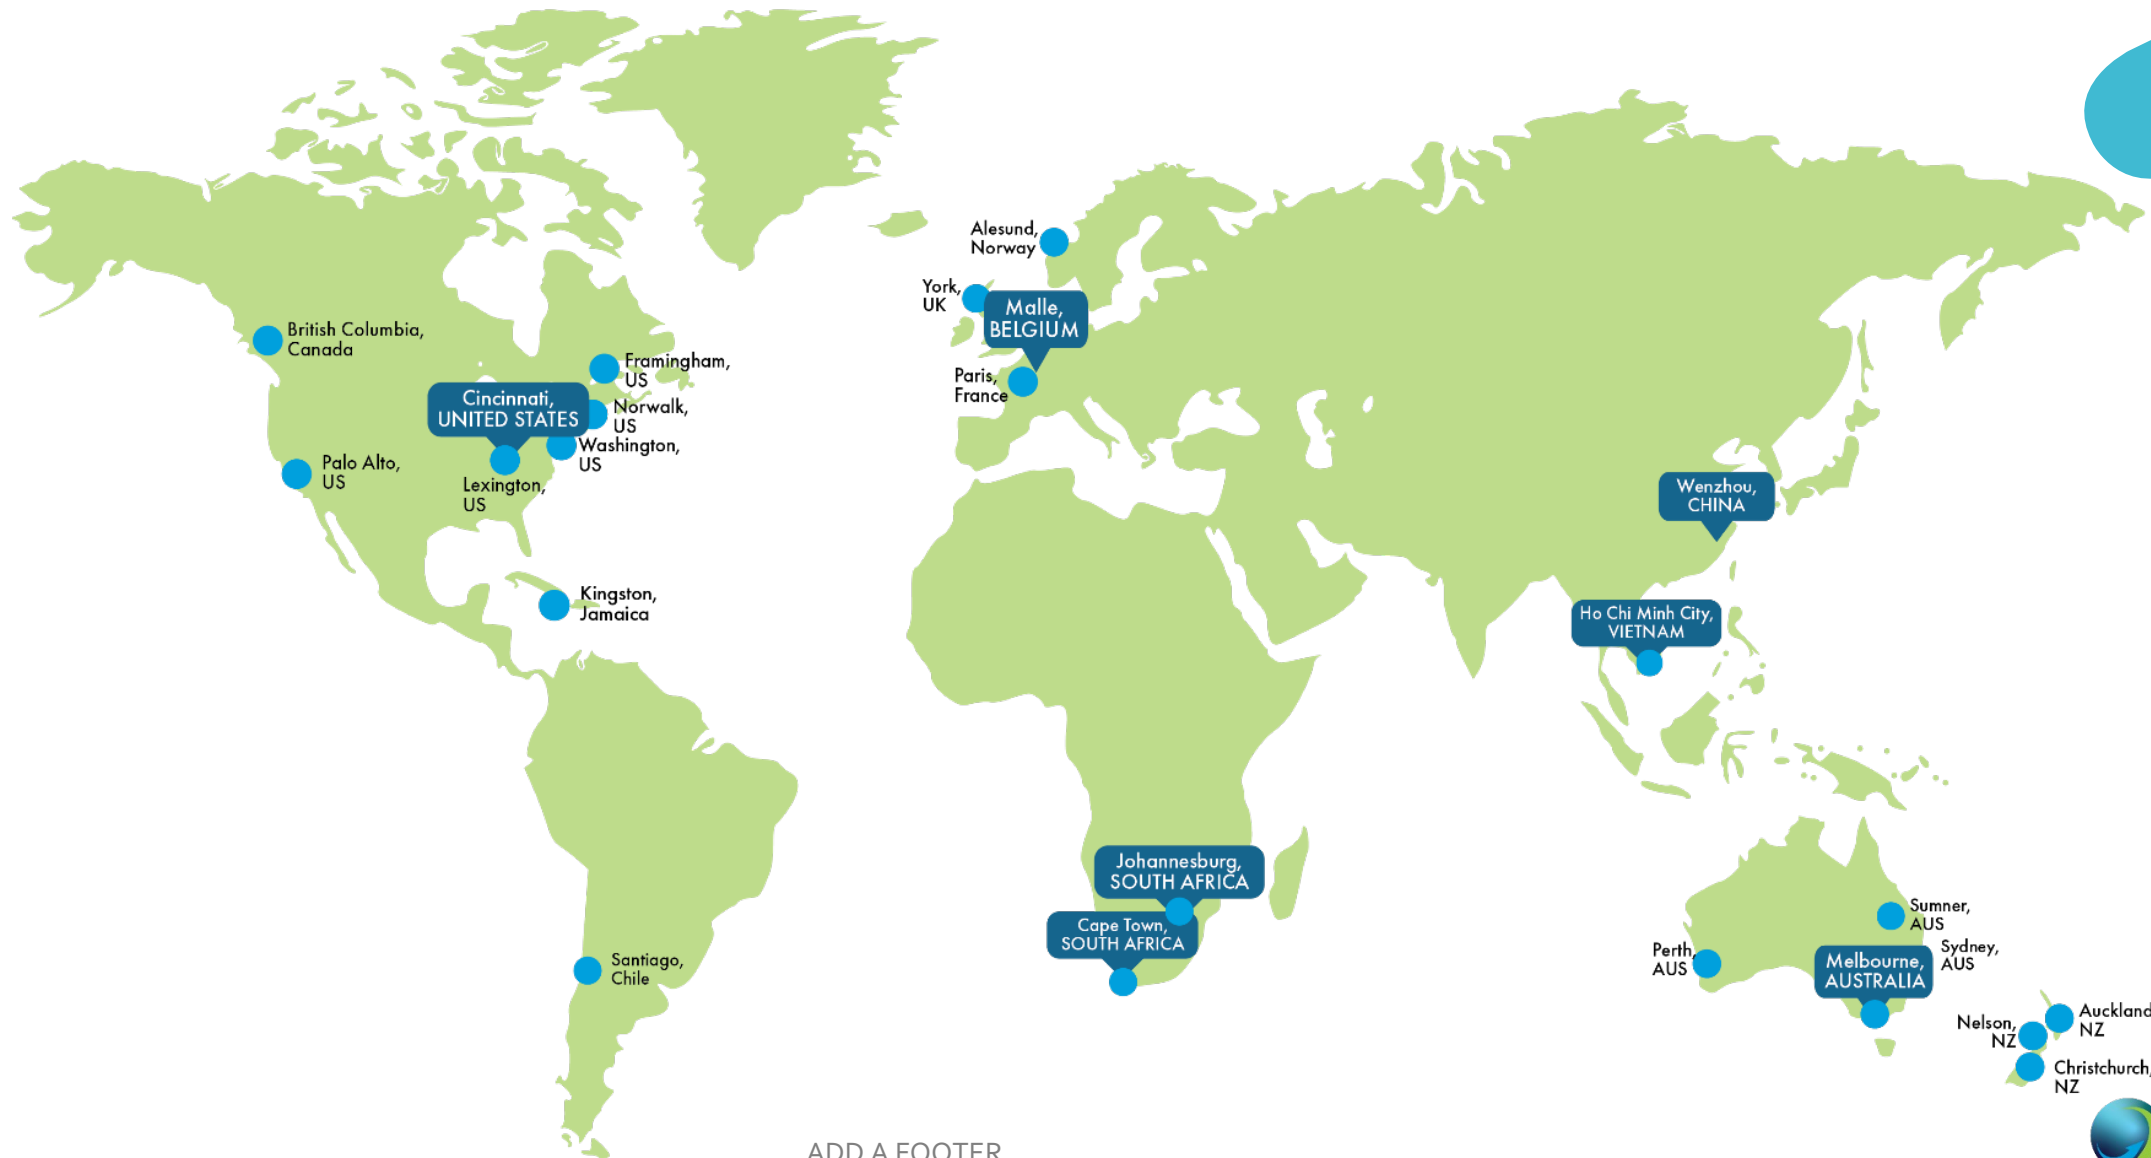 Alesund,
Norway
York,
UK
Malle,
BELGIUM
Paris,
France
British Columbia,
Canada
Framingham,
US
Cincinnati,
UNITED STATES
Norwalk,
US
Washington,
US
Palo Alto,
US
Lexington,
US
Wenzhou,
CHINA
Kingston,
Jamaica
Ho Chi Minh City,
VIETNAM
Johannesburg,
SOUTH AFRICA
Cape Town,
SOUTH AFRICA
Santiago,
Chile
Sumner,
AUS
Perth,
AUS
Sydney,
AUS
Melbourne,
AUSTRALIA
Nelson,
NZ
Auckland
NZ
Christchurch,
NZ
ADD A FOOTER